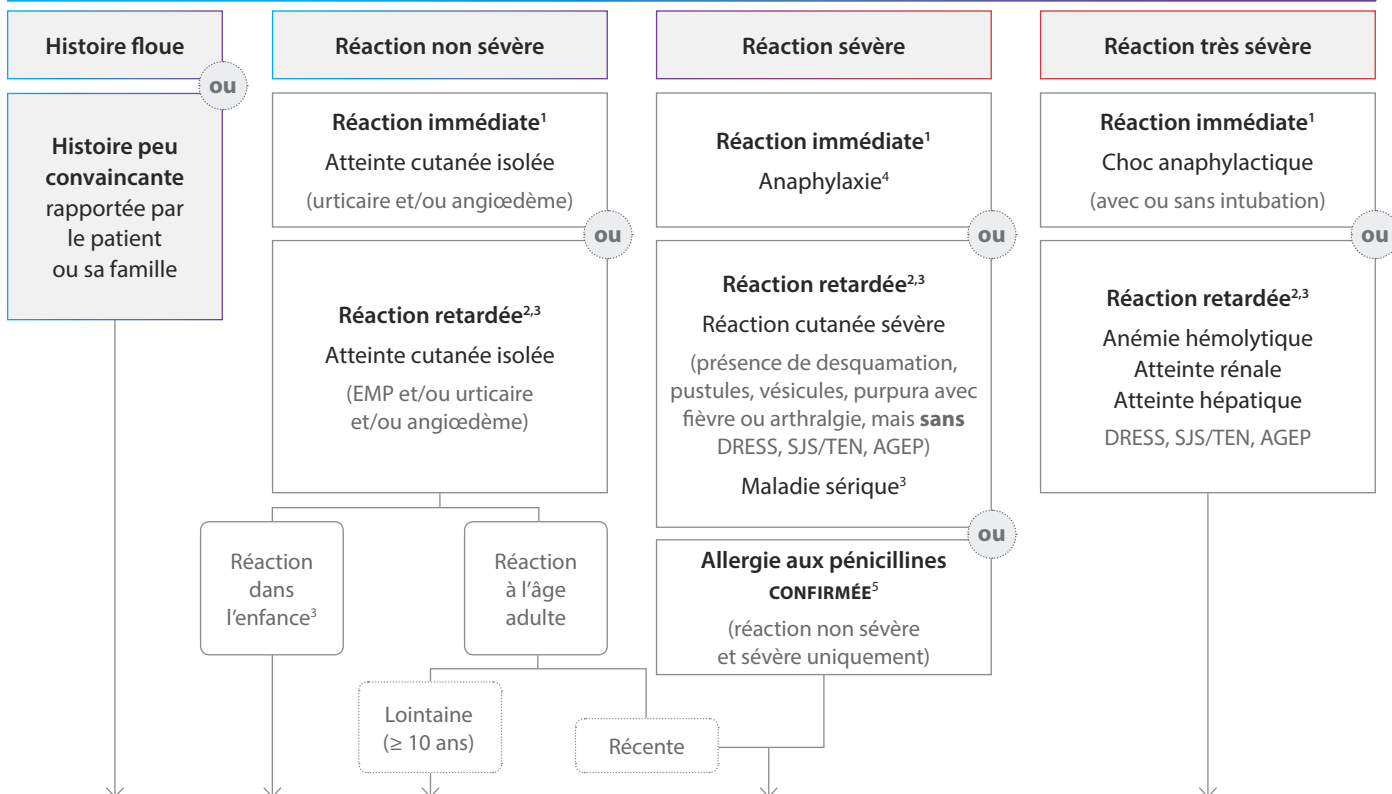 Histoire floue
ou
Histoire peu
convaincante
rapportée par
le patient
ou sa famille
Réaction non sévère
Réaction immédiate¹
Atteinte cutanée isolée
(urticaire et/ou angiœdème)
ou
Réaction retardée²,³
Atteinte cutanée isolée
(EMP et/ou urticaire
et/ou angiœdème)
Réaction
dans
l'enfance³
Réaction
à l'âge
adulte
Lointaine
(≥ 10 ans)
Récente
Réaction sévère
Réaction immédiate¹
Anaphylaxie⁴
ou
Réaction retardée²,³
Réaction cutanée sévère
(présence de desquamation,
pustules, vésicules, purpura avec
fièvre ou arthralgie, mais sans
DRESS, SJS/TEN, AGEP)
Maladie sérique³
ou
Allergie aux pénicillines
CONFIRMÉE⁵
(réaction non sévère
et sévère uniquement)
Réaction très sévère
Réaction immédiate¹
Choc anaphylactique
(avec ou sans intubation)
ou
Réaction retardée²,³
Anémie hémolytique
Atteinte rénale
Atteinte hépatique
DRESS, SJS/TEN, AGEP